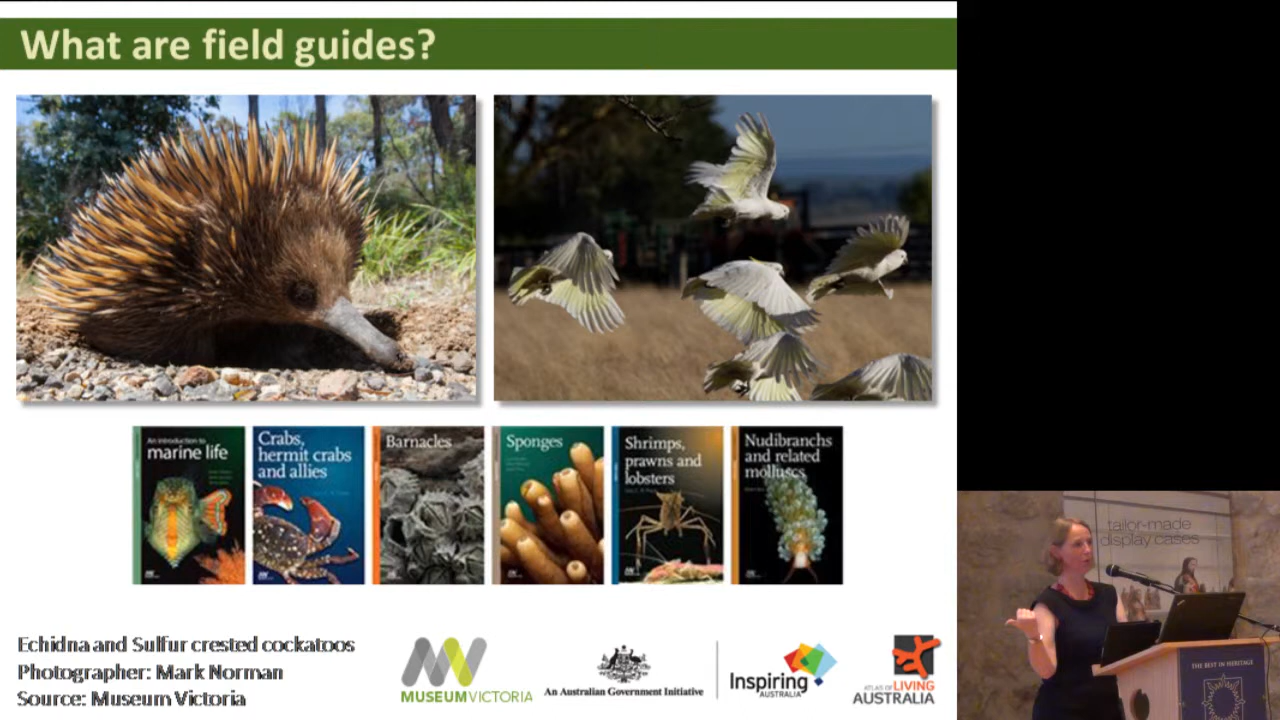 What are field guides?
An introduction to
marine life
Crabs,
hermit crabs
and allies
Barnacles
Sponges
Shrimps,
prawns and
lobsters
Nudibranchs
and related
molluscs
Echidna and Sulfur crested cockatoos
Photographer: Mark Norman
Source: Museum Victoria
MUSEUM VICTORIA
An Australian Government Initiative
Inspiring
AUSTRALIA
ATLAS OF LIVING
AUSTRALIA
tailor-made
display cases
THE BEST IN HERITAGE